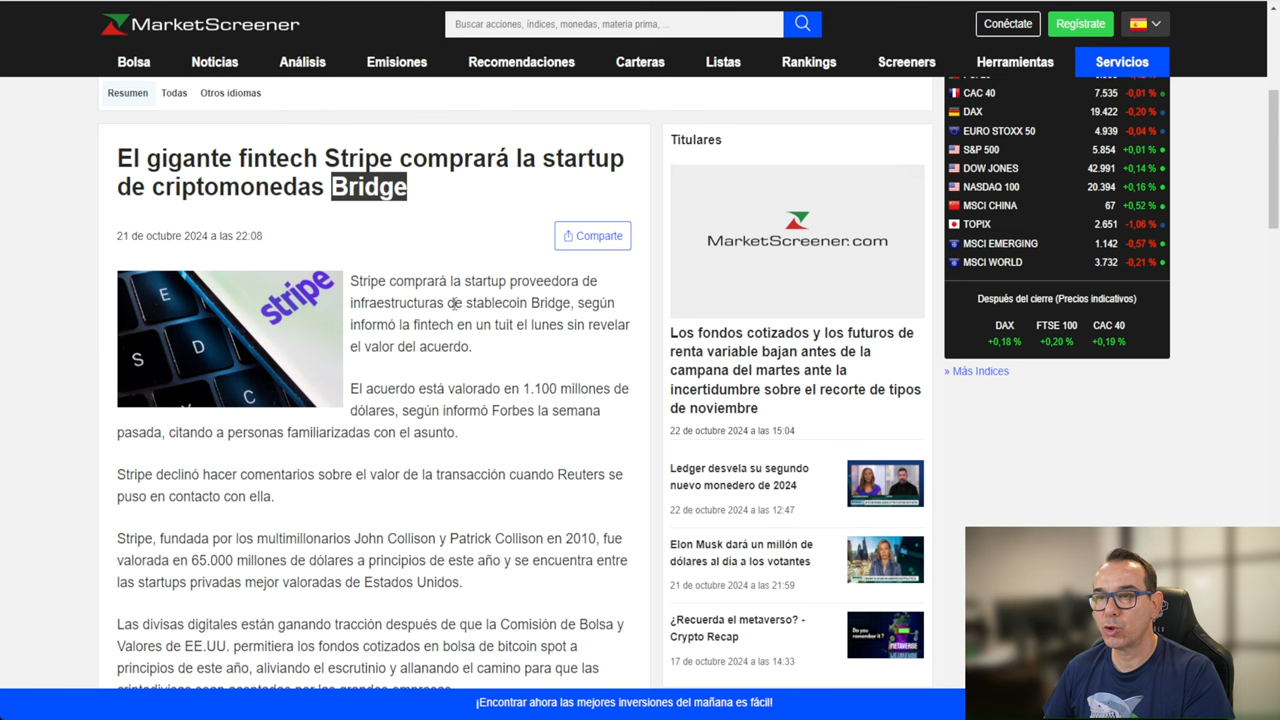 MarketScreener
Buscar acciones, índices, monedas, materia prima, ...
Conéctate
Regístrate
Bolsa
Noticias
Análisis
Emisiones
Recomendaciones
Carteras
Listas
Rankings
Screeners
Herramientas
Servicios
Resumen
Todas
Otros idiomas
El gigante fintech Stripe comprará la startup
de criptomonedas Bridge
21 de octubre 2024 a las 22:08
Comparte
stripe
E
S
D
C
Stripe comprará la startup proveedora de
infraestructuras de stablecoin Bridge, según
informó la fintech en un tuit el lunes sin revelar
el valor del acuerdo.
El acuerdo está valorado en 1.100 millones de
dólares, según informó Forbes la semana
pasada, citando a personas familiarizadas con el asunto.
Stripe declinó hacer comentarios sobre el valor de la transacción cuando Reuters se
puso en contacto con ella.
Stripe, fundada por los multimillonarios John Collison y Patrick Collison en 2010, fue
valorada en 65.000 millones de dólares a principios de este año y se encuentra entre
las startups privadas mejor valoradas de Estados Unidos.
Las divisas digitales están ganando tracción después de que la Comisión de Bolsa y
Valores de EE.UU. permitiera los fondos cotizados en bolsa de bitcoin spot a
principios de este año, aliviando el escrutinio y allanando el camino para que las
Titulares
MarketScreener.com
Los fondos cotizados y los futuros de
renta variable bajan antes de la
campana del martes ante la
incertidumbre sobre el recorte de tipos
de noviembre
22 de octubre 2024 a las 15:04
Ledger desvela su segundo
nuevo monedero de 2024
22 de octubre 2024 a las 12:47
Elon Musk dará un millón de
dólares al día a los votantes
21 de octubre 2024 a las 21:59
¿Recuerda el metaverso? -
Crypto Recap
17 de octubre 2024 a las 14:33
Do you
remember it ?
CAC 40 7.535 -0,01 %
DAX 19.422 -0,20 %
EURO STOXX 50 4.939 -0,04 %
S&P 500 5.854 +0,01 %
DOW JONES 42.991 +0,14 %
NASDAQ 100 20.394 +0,16 %
MSCI CHINA 67 +0,52 %
TOPIX 2.651 -1,06 %
MSCI EMERGING 1.142 -0,57 %
MSCI WORLD 3.732 -0,21 %
Después del cierre (Precios indicativos)
DAX FTSE 100 CAC 40
+0,18 % +0,20 % +0,19 %
» Más Indices
¡Encontrar ahora las mejores inversiones del mañana es fácil!